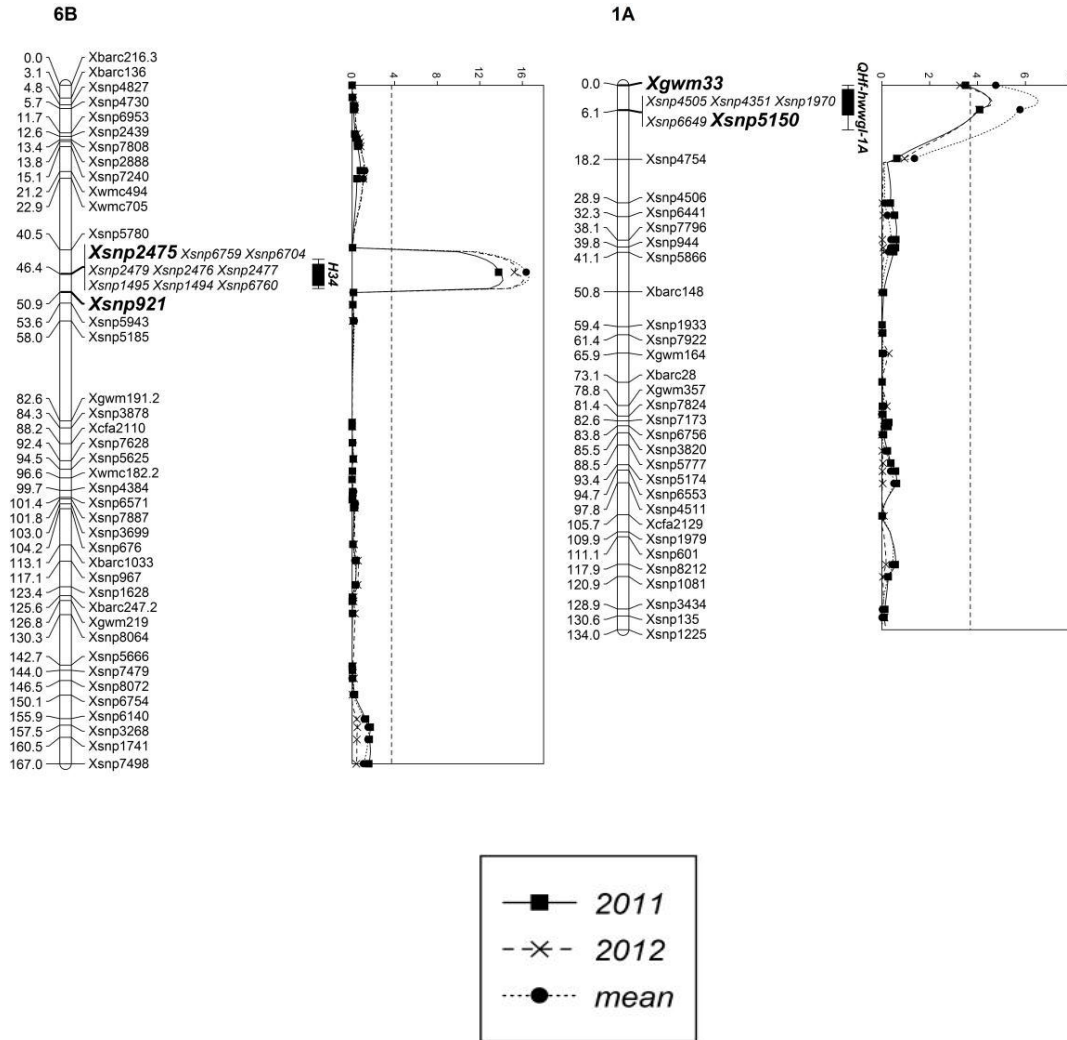 6B
0.0 Xbarc216.3
3.1 Xbarc136
4.8 Xsnp4827
5.7 Xsnp4730
11.7 Xsnp6953
12.6 Xsnp2439
13.4 Xsnp7808
13.8 Xsnp2888
15.1 Xsnp7240
21.2 Xwmc494
22.9 Xwmc705
40.5 Xsnp5780
Xsnp2475 Xsnp6759 Xsnp6704
46.4 Xsnp2479 Xsnp2476 Xsnp2477
Xsnp1495 Xsnp1494 Xsnp6760
50.9 Xsnp921
53.6 Xsnp5943
58.0 Xsnp5185
82.6 Xgwm191.2
84.3 Xsnp3878
88.2 Xcfa2110
92.4 Xsnp7628
94.5 Xsnp5625
96.6 Xwmc182.2
99.7 Xsnp4384
101.4 Xsnp6571
101.8 Xsnp7887
103.0 Xsnp3699
104.2 Xsnp676
113.1 Xbarc1033
117.1 Xsnp967
123.4 Xsnp1628
125.6 Xbarc247.2
126.8 Xgwm219
130.3 Xsnp8064
142.7 Xsnp5666
144.0 Xsnp7479
146.5 Xsnp8072
150.1 Xsnp6754
155.9 Xsnp6140
157.5 Xsnp3268
160.5 Xsnp1741
167.0 Xsnp7498
0 4 8 12 16
H34
1A
0.0 Xgwm33
Xsnp4505 Xsnp4351 Xsnp1970
6.1 Xsnp6649 Xsnp5150
18.2 Xsnp4754
28.9 Xsnp4506
32.3 Xsnp6441
38.1 Xsnp7796
39.8 Xsnp944
41.1 Xsnp5866
50.8 Xbarc148
59.4 Xsnp1933
61.4 Xsnp7922
65.9 Xgwm164
73.1 Xbarc28
78.8 Xgwm357
81.4 Xsnp7824
82.6 Xsnp7173
83.8 Xsnp6756
85.5 Xsnp3820
88.5 Xsnp5777
93.4 Xsnp5174
94.7 Xsnp6553
97.8 Xsnp4511
105.7 Xcfa2129
109.9 Xsnp1979
111.1 Xsnp601
117.9 Xsnp8212
120.9 Xsnp1081
128.9 Xsnp3434
130.6 Xsnp135
134.0 Xsnp1225
0 2 4 6
QHf-hwwgl-1A
2011
2012
mean